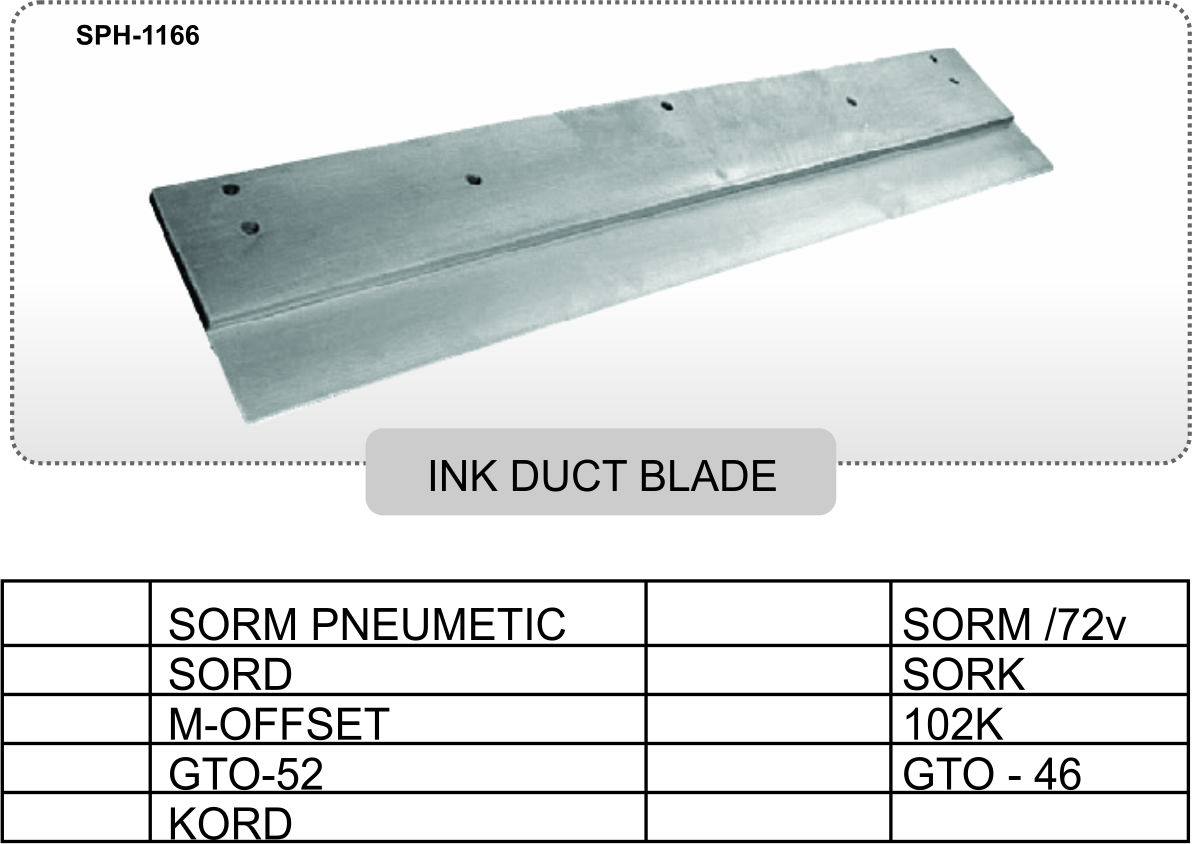 SPH-1166
INK DUCT BLADE
SORM PNEUMETIC SORM /72v
SORD SORK
M-OFFSET 102K
GTO-52 GTO - 46
KORD